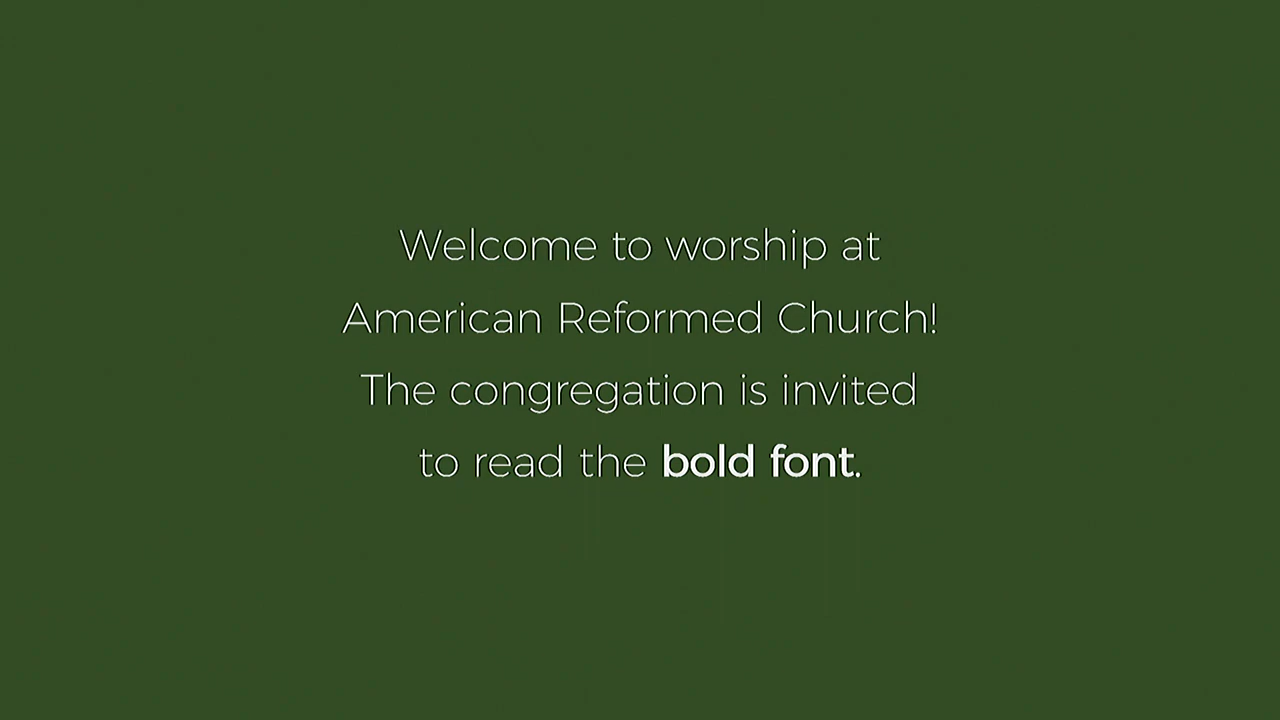 Welcome to worship at
American Reformed Church!
The congregation is invited
to read the bold font.